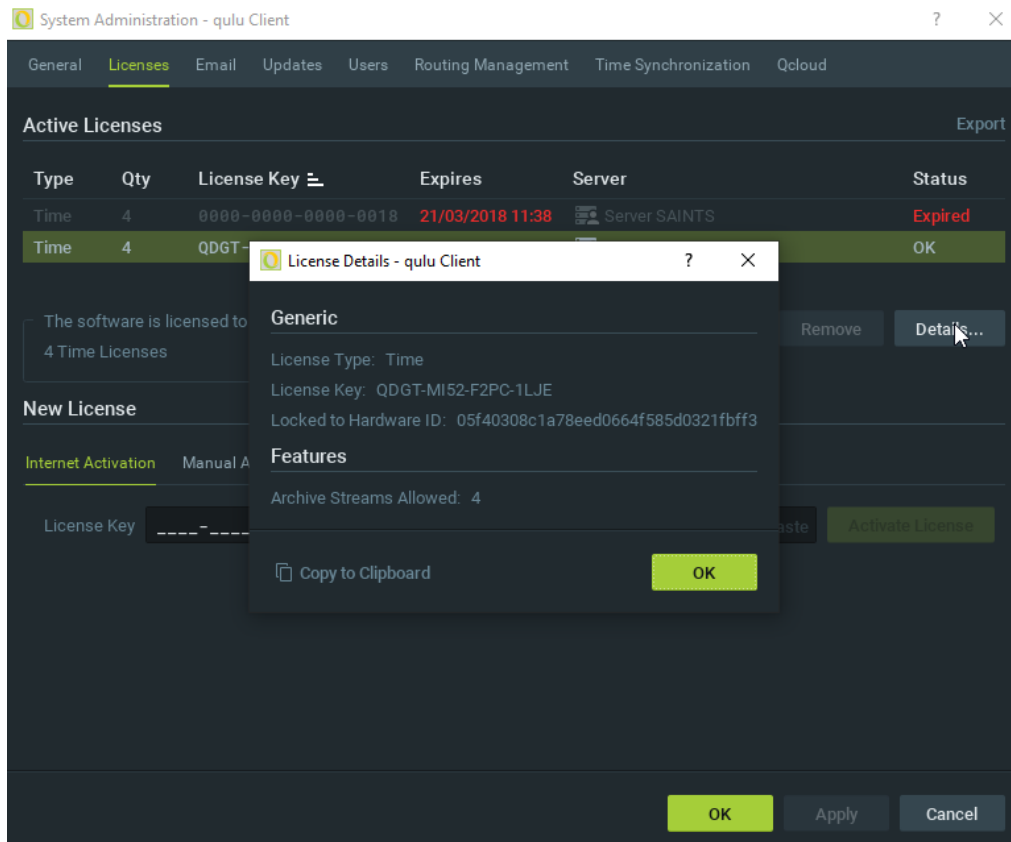 System Administration - qulu Client ?
General Licenses Email Updates Users Routing Management Time Synchronization Qcloud
Active Licenses Export
Type Qty License Key Expires Server Status
Time 4 0000-0000-0000-0018 21/03/2018 11:38 Server SAINTS Expired
Time 4 QDGT- OK
License Details - qulu Client ?
Generic
License Type: Time
License Key: QDGT-MI52-F2PC-1LJE
Locked to Hardware ID: 05f40308c1a78eed0664f585d0321fbff3
Features
Archive Streams Allowed: 4
Copy to Clipboard OK
The software is licensed to
4 Time Licenses
Remove Details...
New License
Internet Activation Manual A
License Key ____-____ aste Activate License
OK Apply Cancel